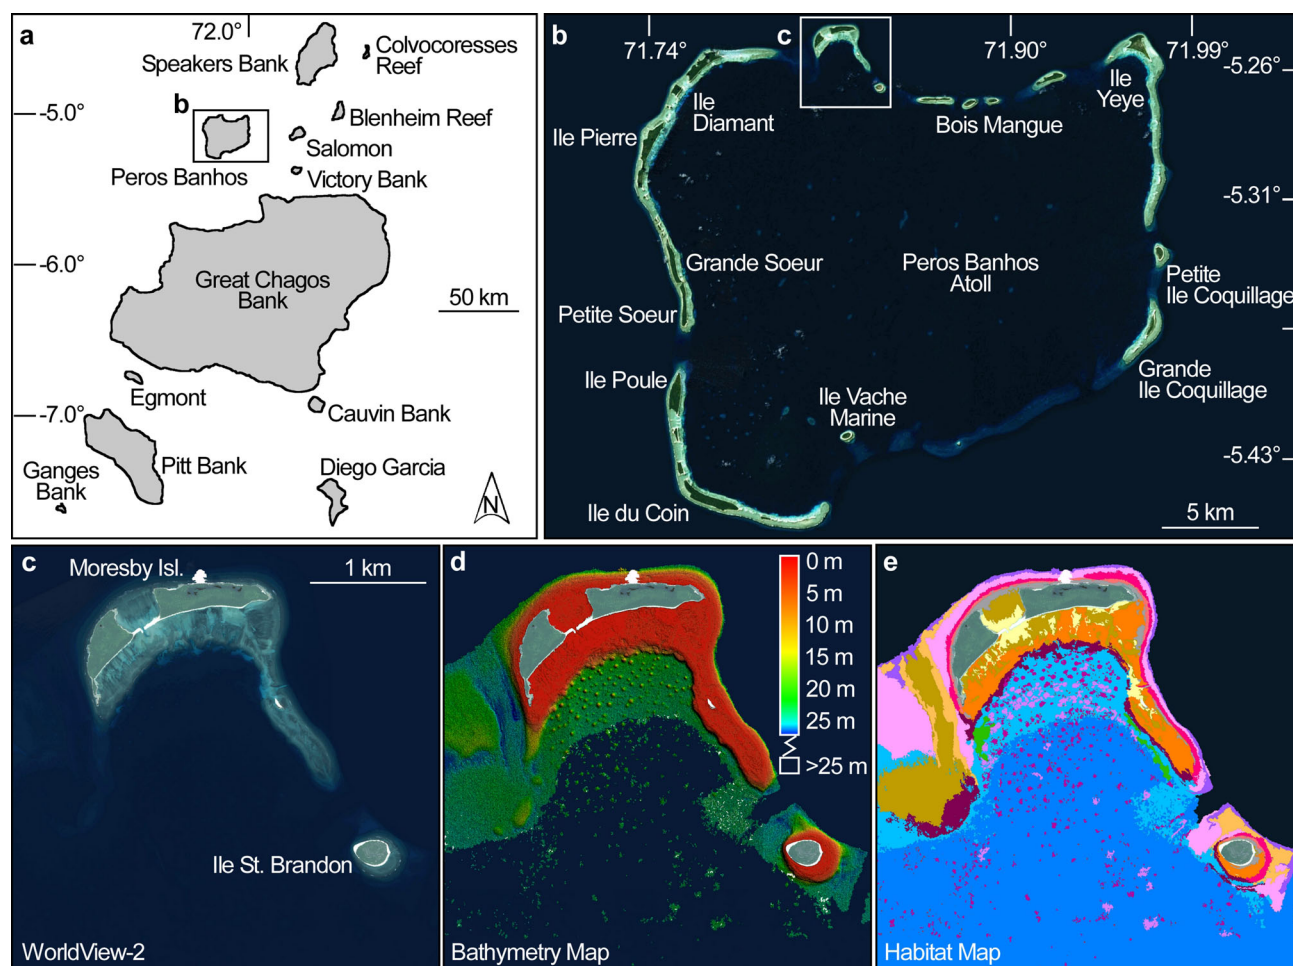 a
72.0°
Speakers Bank
Colvocoresses
Reef
-5.0°
b
Blenheim Reef
Salomon
Peros Banhos
Victory Bank
-6.0°
Great Chagos
Bank
50 km
Egmont
-7.0°
Cauvin Bank
Ganges
Bank
Pitt Bank
Diego Garcia
N
b
71.74°
c
71.90°
71.99°
-5.26°
Ile
Diamant
Ile
Yeye
Ile Pierre
Bois Mangue
-5.31°
Grande Soeur
Peros Banhos
Atoll
Petite
Ile Coquillage
Petite Soeur
Ile Poule
Grande
Ile Coquillage
Ile Vache
Marine
-5.43°
Ile du Coin
5 km
c
Moresby Isl.
1 km
Ile St. Brandon
WorldView-2
d
0 m
5 m
10 m
15 m
20 m
25 m
>25 m
Bathymetry Map
e
Habitat Map